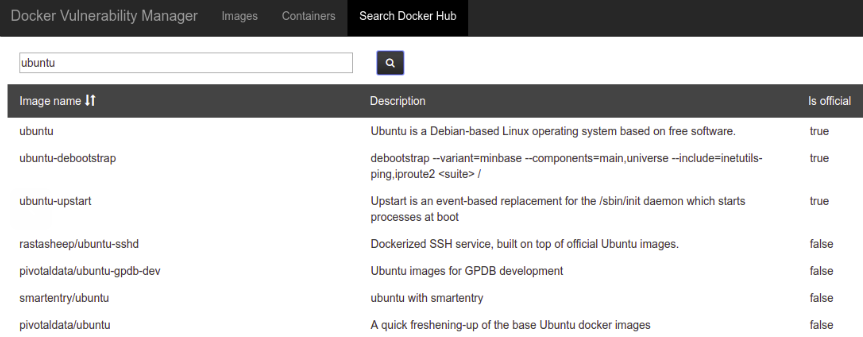 Docker Vulnerability Manager Images Containers Search Docker Hub
ubuntu
Image name Description Is official
ubuntu Ubuntu is a Debian-based Linux operating system based on free software. true
ubuntu-debootstrap debootstrap --variant=minbase --components=main,universe --include=inetutils- true
ping,iproute2 <suite> /
ubuntu-upstart Upstart is an event-based replacement for the /sbin/init daemon which starts true
processes at boot
rastasheep/ubuntu-sshd Dockerized SSH service, built on top of official Ubuntu images. false
pivotaldata/ubuntu-gpdb-dev Ubuntu images for GPDB development false
smartentry/ubuntu ubuntu with smartentry false
pivotaldata/ubuntu A quick freshening-up of the base Ubuntu docker images false